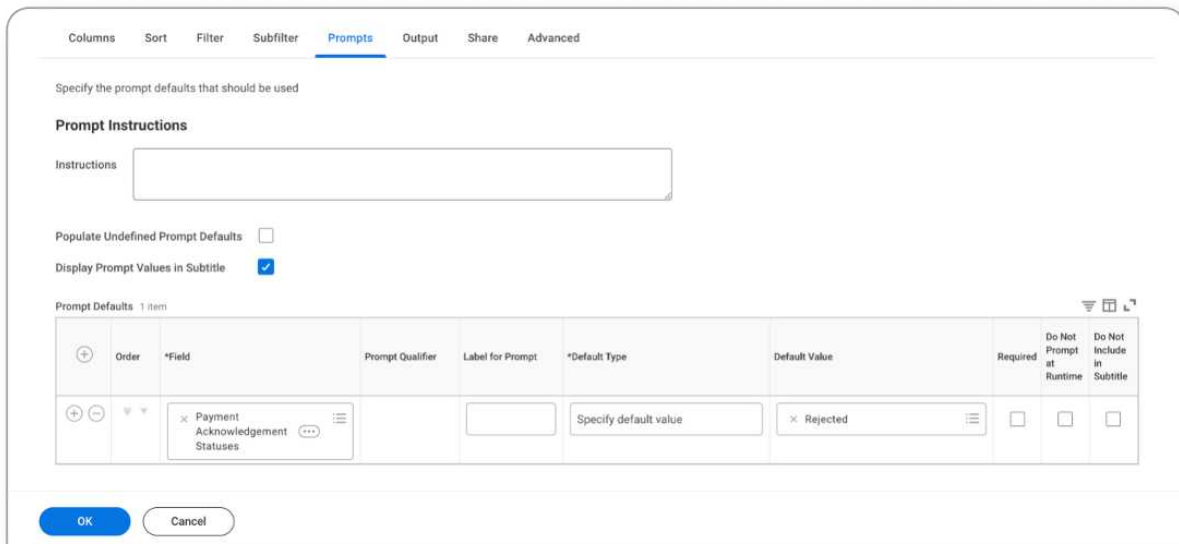 Columns Sort Filter Subfilter Prompts Output Share Advanced
Specify the prompt defaults that should be used
Prompt Instructions
Instructions
Populate Undefined Prompt Defaults
Display Prompt Values in Subtitle
Prompt Defaults 1 item
Order *Field Prompt Qualifier Label for Prompt *Default Type Default Value Required Do Not Prompt at Runtime Do Not Include in Subtitle
Payment
Acknowledgement
Statuses
Specify default value
Rejected
OK Cancel